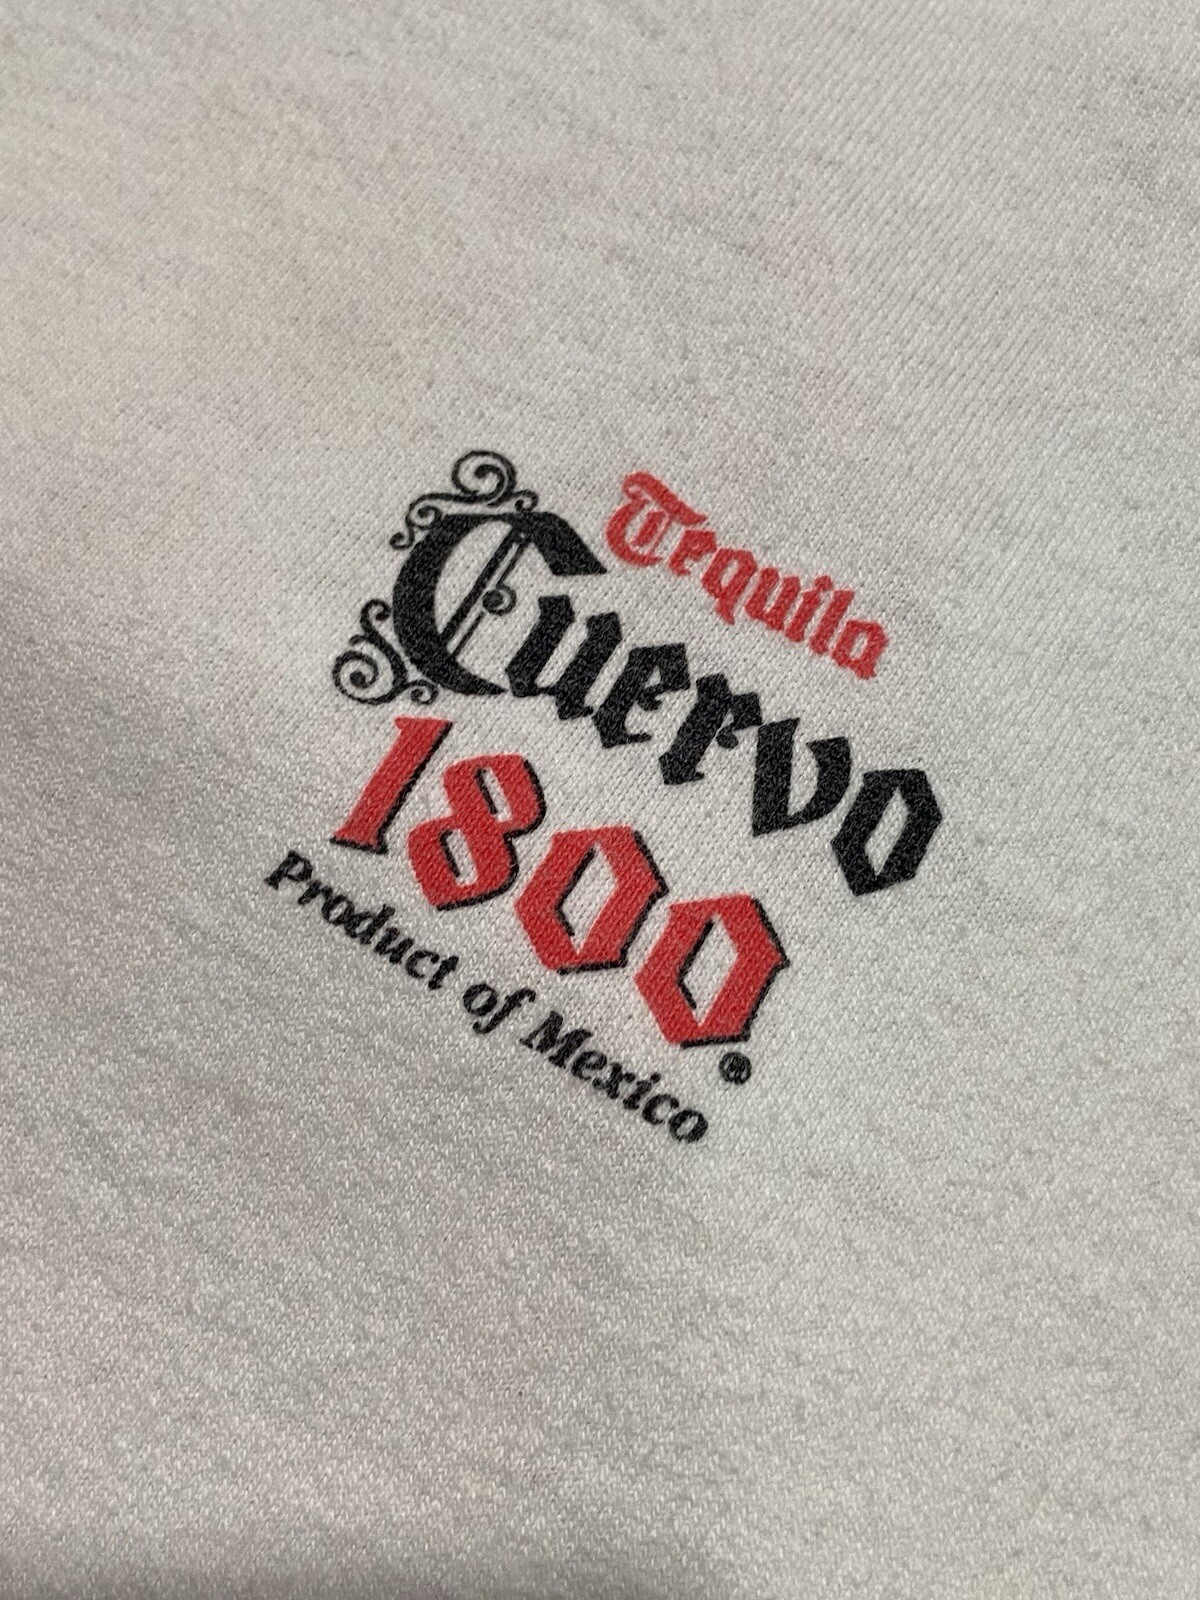 Tequila
Cuervo
1800®
Product of Mexico